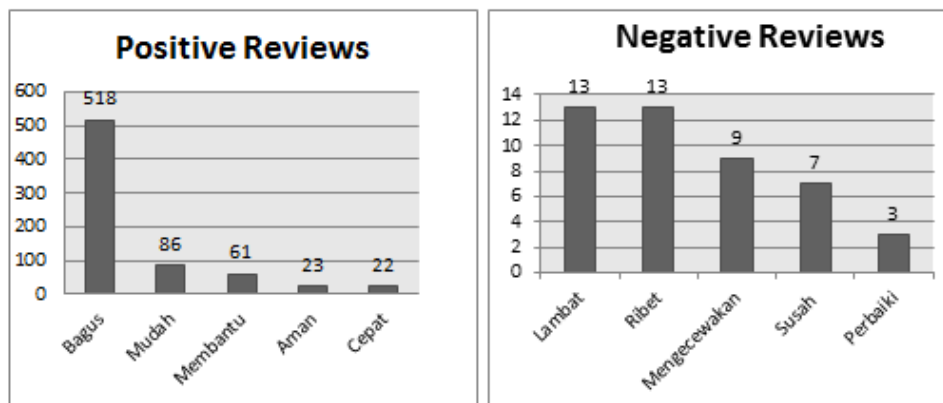 Positive Reviews
600
500
400
300
200
100
0
518
86
61
23
22
Bagus
Mudah
Membantu
Aman
Cepat
Negative Reviews
14
12
10
8
6
4
2
0
13
13
9
7
3
Lambat
Ribet
Mengecewakan
Susah
Perbaiki